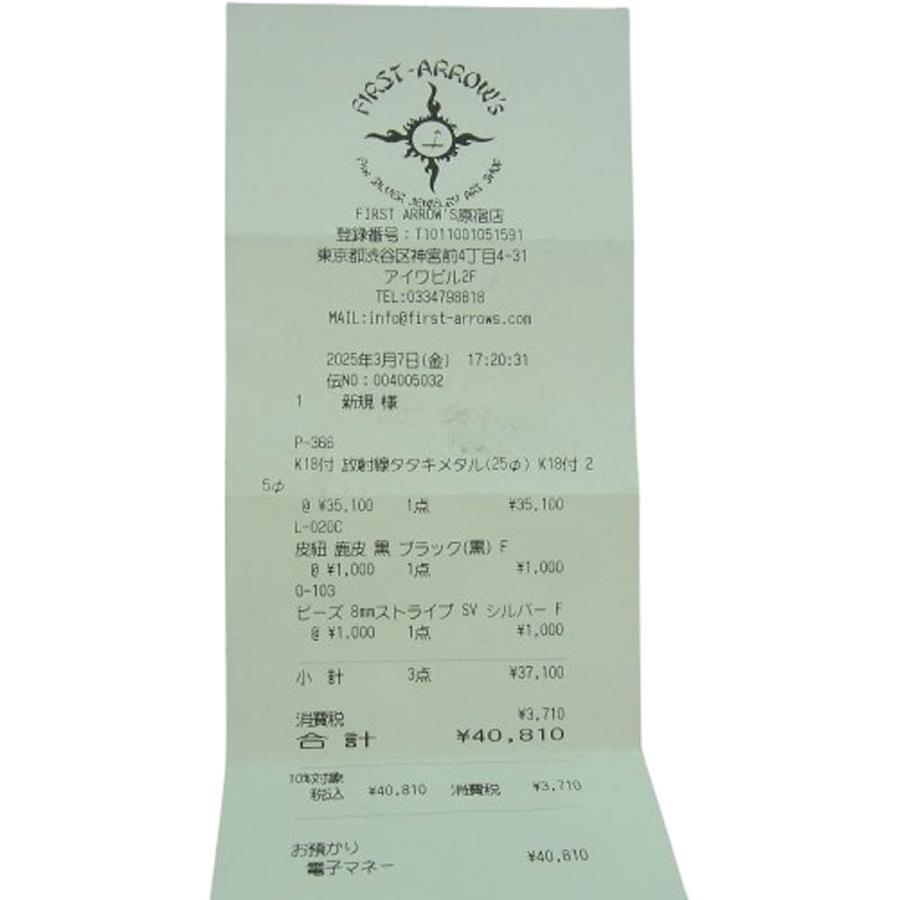 FIRST-ARROW'S
SILVER JEWELRY ART SHOP
FIRST ARROW'S原宿店
登録番号：T1011001051591
東京都渋谷区神宮前4丁目4-31
アイワビル2F
TEL:0334798818
MAIL:info@first-arrows.com
2025年3月7日(金) 17:20:31
伝NO：004005032
1 新規 様
P-366
K18付 放射線タタキメタル(25φ) K18付 2
5φ
@ ¥35,100 1点 ¥35,100
L-020C
皮紐 鹿皮 黒 ブラック(黒) F
@ ¥1,000 1点 ¥1,000
O-103
ビーズ 8mmストライプ SV シルバー F
@ ¥1,000 1点 ¥1,000
小 計 3点 ¥37,100
消費税 ¥3,710
合 計 ¥40,810
10%対象
税込 ¥40,810 消費税 ¥3,710
お預かり
電子マネー ¥40,810